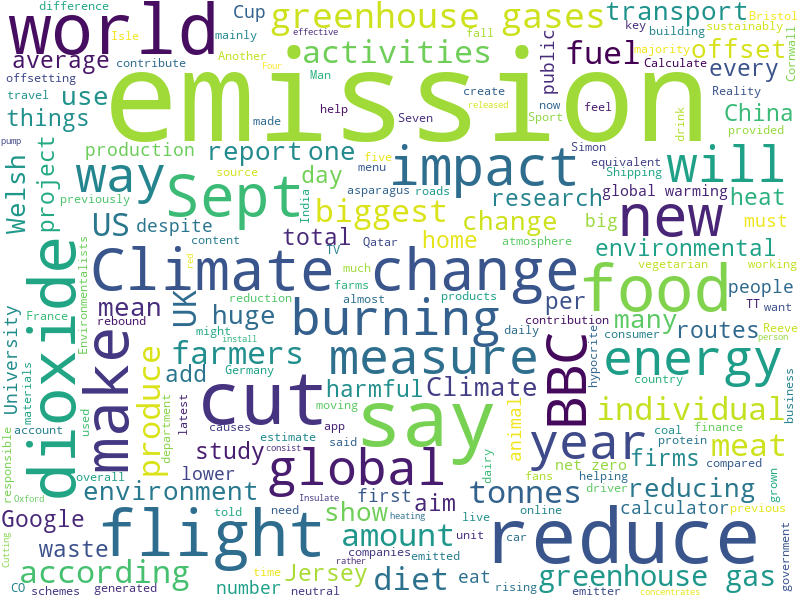 difference
Isle
world
mainly
Cup
greenhouse gases
transport
Bristol
sustainably
average
contribute
effective
Another
Four
fall
activities
fuel
key
building
majority
offset
Cornwall
offsetting
emission
public
Calculate
every
travel
use
Man
released
create
now
feel
Reality
things
help
Seven
Sport
drink
China
provided
made
pump
production
report
one
impact
Simon
equivalent
will
Welsh
project
previously
way
source
day
menu
five
Shipping
asparagus
roads
research
global warming
heat
Sept
India
biggest
change
new
big
must
US
despite
total
Qatar
home
atmosphere
environmental
dioxide
Environmentalists
content
TV
red
Climate change
much
farms
food
vegetarian
working
people
mean
UK
huge
reduction
almost
products
per
many
TT
want
France
rebound
might
burning
daily
contribution
consumer
routes
Reeve
person
University
make
install
farmers
Germany
measure
BBC
hypocrites
energy
country
materials
produce
add
harmful
Climate
animal
individual
business
latest
cut
moving
say
coal
finance
account
used
department
causes
app
estimate
said
year
protein
meat
responsible
study
consist
global
dairy
fans
net zero
firms
compared
overall
lower
helping
driver
grown
Oxford
environment
Insulate
first
aim
tonnes
reducing
Google
told
need
show
live
online
calculator
previous
waste
flight
heating
amount
unit
car
reduce
government
Cutting
according
companies
emitted
rather
CO
schemes
generated
number
time
Jersey
neutral
diet
eat
rising
emitter
greenhouse gas
concentrates